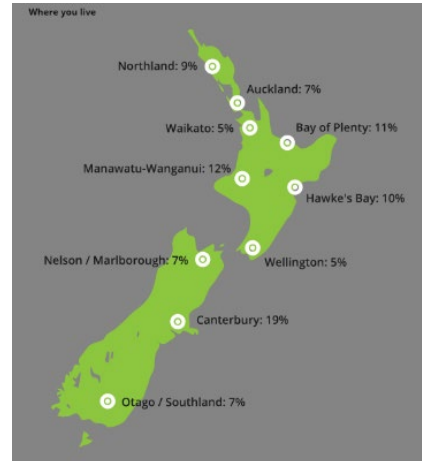 Where you live
Northland: 9%
Auckland: 7%
Waikato: 5%
Bay of Plenty: 11%
Manawatu-Wanganui: 12%
Hawke's Bay: 10%
Nelson / Marlborough: 7%
Wellington: 5%
Canterbury: 19%
Otago / Southland: 7%